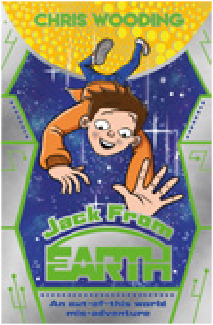 CHRIS WOODING
Jack From
EARTH
An out-of-this world
mis-adventure